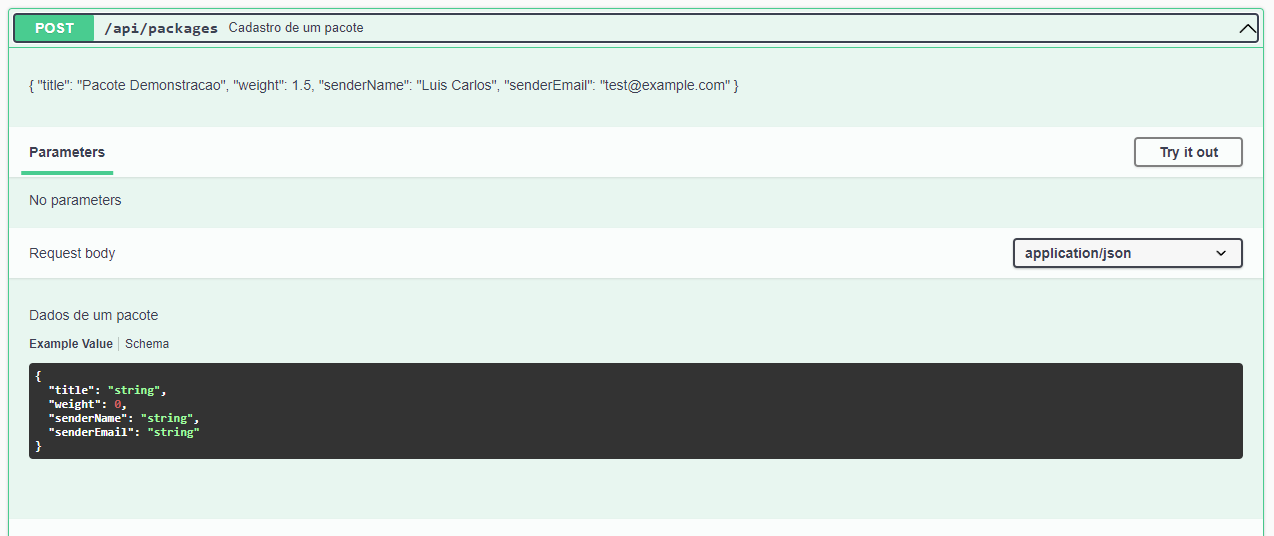 POST /api/packages Cadastro de um pacote
{ "title": "Pacote Demonstracao", "weight": 1.5, "senderName": "Luis Carlos", "senderEmail": "test@example.com" }
Parameters Try it out
No parameters
Request body application/json
Dados de um pacote
Example Value Schema
{
"title": "string",
"weight": 0,
"senderName": "string",
"senderEmail": "string"
}